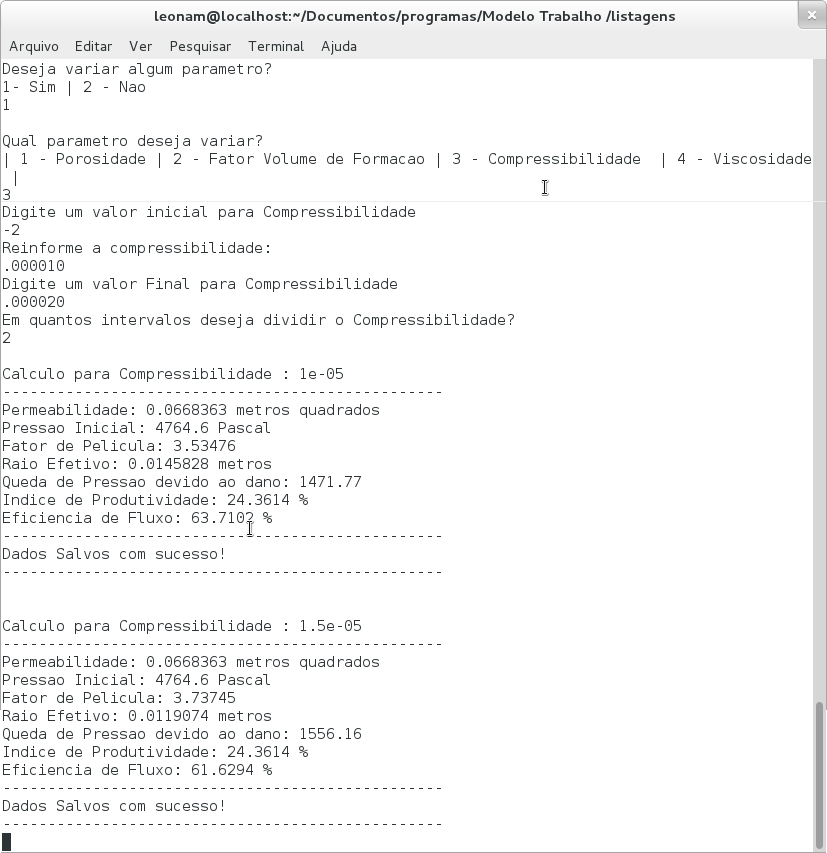 leonam@localhost:~/Documentos/programas/Modelo Trabalho /listagens
Arquivo Editar Ver Pesquisar Terminal Ajuda
Deseja variar algum parametro?
1- Sim | 2 - Nao
1
Qual parametro deseja variar?
| 1 - Porosidade | 2 - Fator Volume de Formacao | 3 - Compressibilidade  | 4 - Viscosidade
 |
3
Digite um valor inicial para Compressibilidade
-2
Reinforme a compressibilidade:
.000010
Digite um valor Final para Compressibilidade
.000020
Em quantos intervalos deseja dividir o Compressibilidade?
2
Calculo para Compressibilidade : 1e-05
------------------------------------------------
Permeabilidade: 0.0668363 metros quadrados
Pressao Inicial: 4764.6 Pascal
Fator de Pelicula: 3.53476
Raio Efetivo: 0.0145828 metros
Queda de Pressao devido ao dano: 1471.77
Indice de Produtividade: 24.3614 %
Eficiencia de Fluxo: 63.7102 %
------------------------------------------------
Dados Salvos com sucesso!
------------------------------------------------
Calculo para Compressibilidade : 1.5e-05
------------------------------------------------
Permeabilidade: 0.0668363 metros quadrados
Pressao Inicial: 4764.6 Pascal
Fator de Pelicula: 3.73745
Raio Efetivo: 0.0119074 metros
Queda de Pressao devido ao dano: 1556.16
Indice de Produtividade: 24.3614 %
Eficiencia de Fluxo: 61.6294 %
------------------------------------------------
Dados Salvos com sucesso!
------------------------------------------------